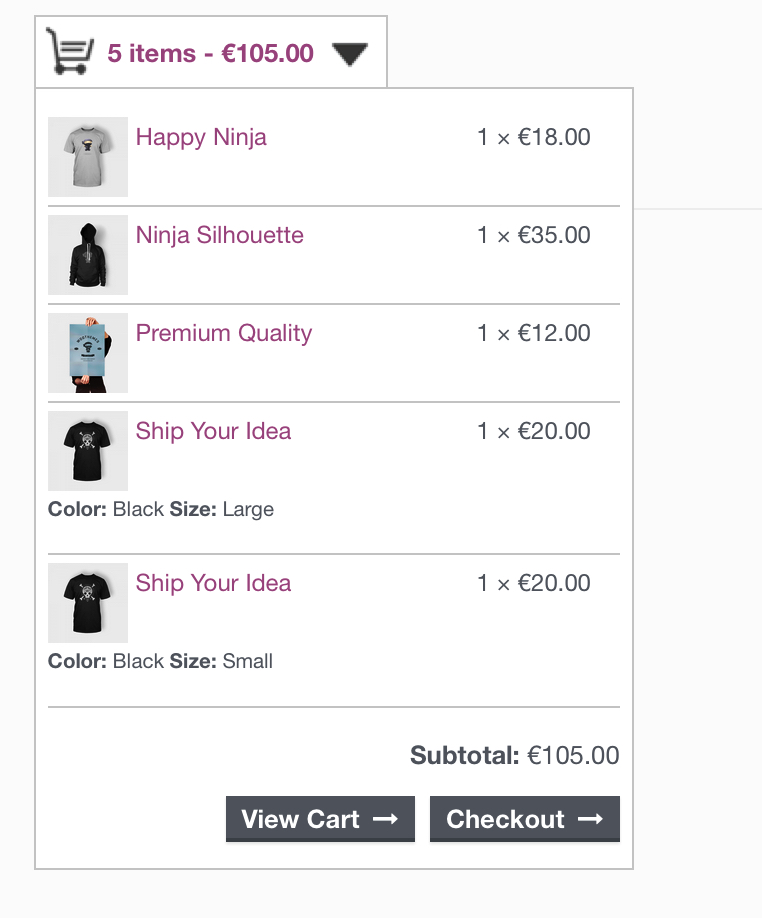 5 items - €105.00
Happy Ninja 1 × €18.00
Ninja Silhouette 1 × €35.00
Premium Quality 1 × €12.00
Ship Your Idea 1 × €20.00
Color: Black Size: Large
Ship Your Idea 1 × €20.00
Color: Black Size: Small
Subtotal: €105.00
View Cart → Checkout →